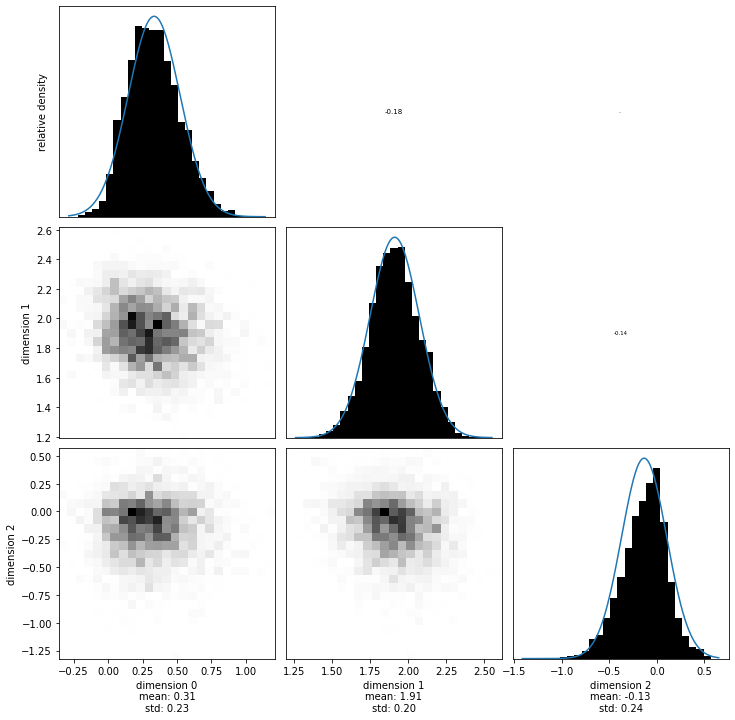 relative density
-0.18
2.6
2.4
2.2
2.0
1.8
1.6
1.4
1.2
dimension 1
-0.14
0.50
0.25
0.00
−0.25
−0.50
−0.75
−1.00
−1.25
dimension 2
−0.25 0.00 0.25 0.50 0.75 1.00
dimension 0
mean: 0.31
std: 0.23
1.25 1.50 1.75 2.00 2.25 2.50
dimension 1
mean: 1.91
std: 0.20
−1.5 −1.0 −0.5 0.0 0.5
dimension 2
mean: -0.13
std: 0.24